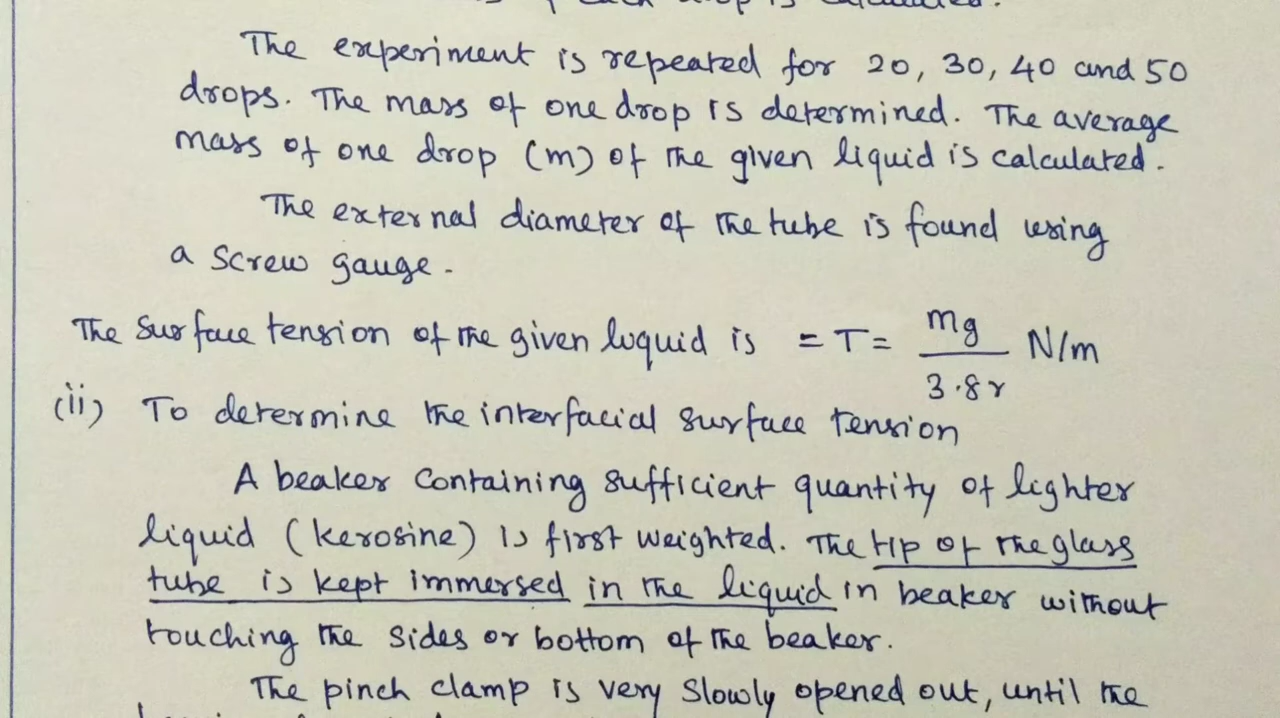 each drop is calculated.
The experiment is repeated for 20, 30, 40 and 50
drops. The mass of one drop is determined. The average
mass of one drop (m) of the given liquid is calculated.
The external diameter of the tube is found using
a screw gauge.
The surface tension of the given liquid is = T = mg / 3.8r N/m
(ii) To determine the interfacial surface tension
A beaker containing sufficient quantity of lighter
liquid (kerosine) is first weighted. The tip of the glass
tube is kept immersed in the liquid in beaker without
touching the sides or bottom of the beaker.
The pinch clamp is very slowly opened out, until the